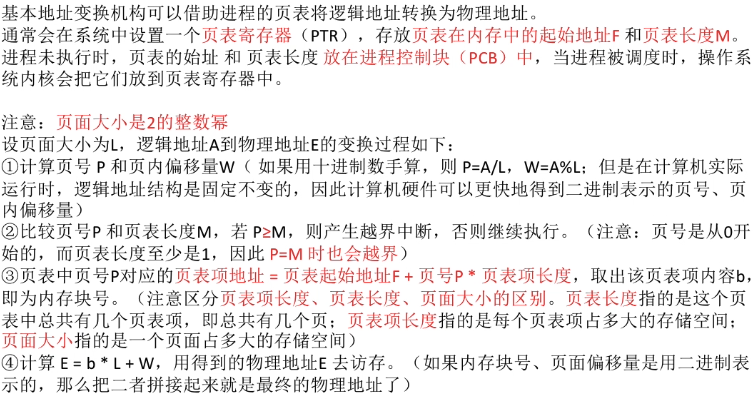 基本地址变换机构可以借助进程的页表将逻辑地址转换为物理地址。
通常会在系统中设置一个页表寄存器（PTR），存放页表在内存中的起始地址F 和页表长度M。
进程未执行时，页表的始址 和 页表长度 放在进程控制块（PCB）中，当进程被调度时，操作系
统内核会把它们放到页表寄存器中。
注意：页面大小是2的整数幂
设页面大小为L，逻辑地址A到物理地址E的变换过程如下：
①计算页号 P 和页内偏移量W（ 如果用十进制数手算，则 P=A/L，W=A%L；但是在计算机实际
运行时，逻辑地址结构是固定不变的，因此计算机硬件可以更快地得到二进制表示的页号、页
内偏移量）
②比较页号P 和页表长度M，若 P≥M，则产生越界中断，否则继续执行。（注意：页号是从0开
始的，而页表长度至少是1，因此 P=M 时也会越界）
③页表中页号P对应的页表项地址 = 页表起始地址F + 页号P * 页表项长度，取出该页表项内容b，
即为内存块号。（注意区分页表项长度、页表长度、页面大小的区别。页表长度指的是这个页
表中总共有几个页表项，即总共有几个页；页表项长度指的是每个页表项占多大的存储空间；
页面大小指的是一个页面占多大的存储空间）
④计算 E = b * L + W，用得到的物理地址E 去访存。（如果内存块号、页面偏移量是用二进制表
示的，那么把二者拼接起来就是最终的物理地址了）